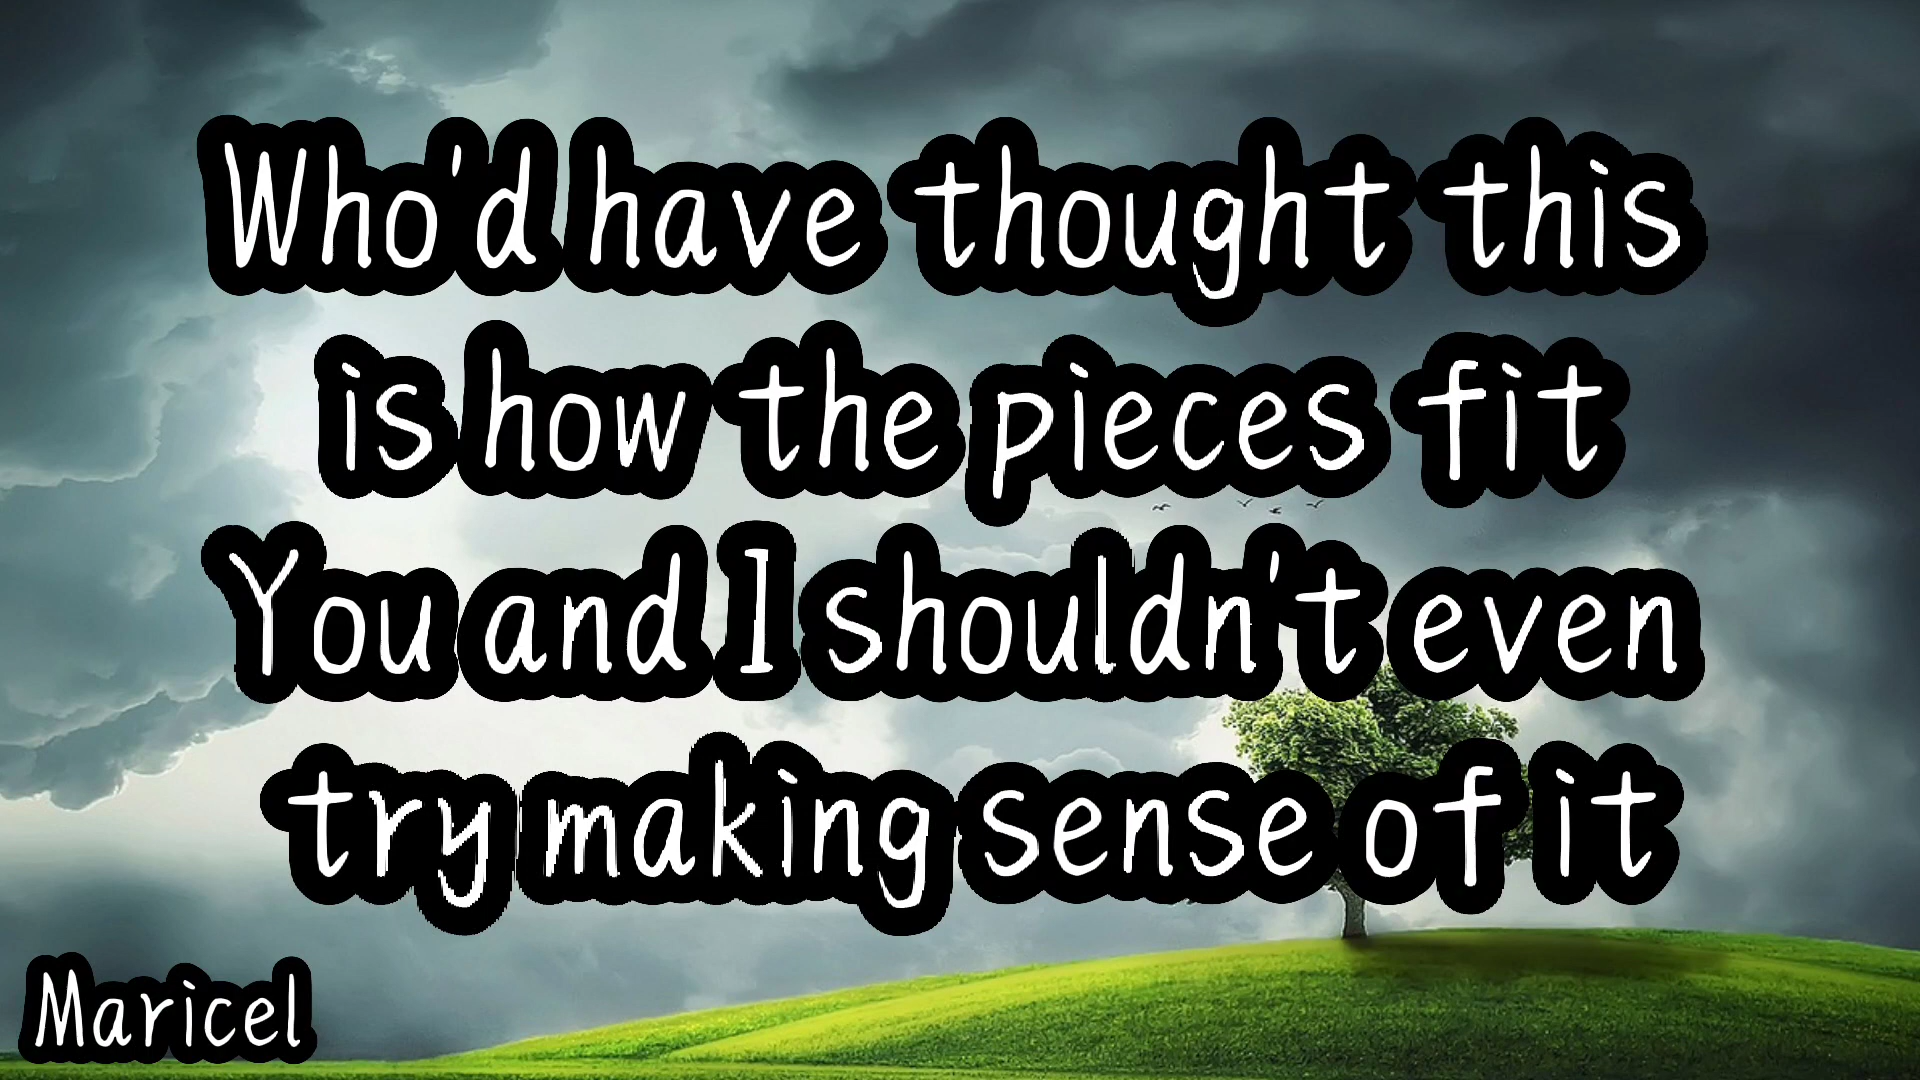 Who'd have thought this
is how the pieces fit
You and I shouldn't even
try making sense of it
Maricel